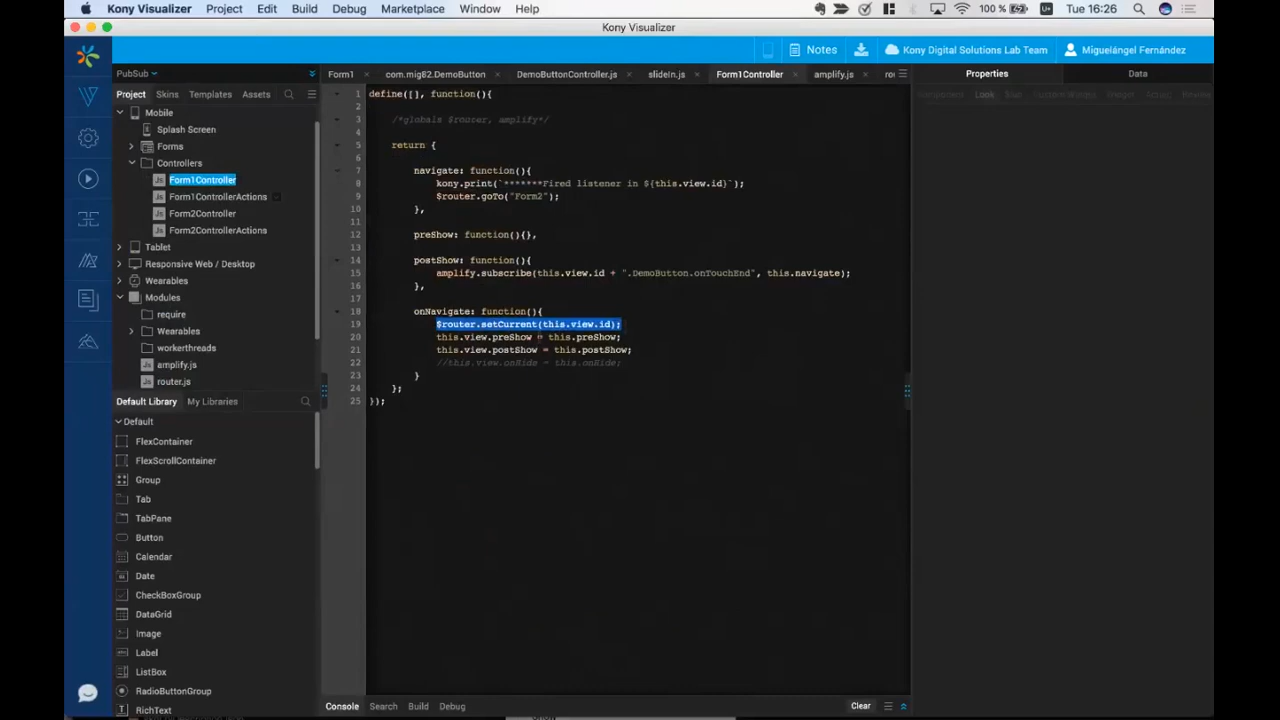 Kony Visualizer Project Edit Build Debug Marketplace Window Help 100 % Tue 16:26
Kony Visualizer
Notes Kony Digital Solutions Lab Team Miguelángel Fernández
PubSub
Form1 com.mig82.DemoButton DemoButtonController.js slideIn.js Form1Controller amplify.js
Properties Data
Project Skins Templates Assets
Look
Mobile
Splash Screen
Forms
Controllers
Form1Controller
Form1ControllerActions
Form2Controller
Form2ControllerActions
Tablet
Responsive Web / Desktop
Wearables
Modules
require
Wearables
workerthreads
amplify.js
router.js
Default Library My Libraries
Default
FlexContainer
FlexScrollContainer
Group
Tab
TabPane
Button
Calendar
Date
CheckBoxGroup
DataGrid
Image
Label
ListBox
RadioButtonGroup
RichText
1 define([], function(){
2
3 /*globals $router, amplify*/
4
5 return {
6
7 navigate: function(){
8 kony.print(`*******Fired listener in ${this.view.id}`);
9 $router.goTo("Form2");
10 },
11
12 preShow: function(){},
13
14 postShow: function(){
15 amplify.subscribe(this.view.id + ".DemoButton.onTouchEnd", this.navigate);
16 },
17
18 onNavigate: function(){
19 $router.setCurrent(this.view.id);
20 this.view.preShow = this.preShow;
21 this.view.postShow = this.postShow;
22 //this.view.onHide = this.onHide;
23 }
24 };
25 });
Console Search Build Debug Clear